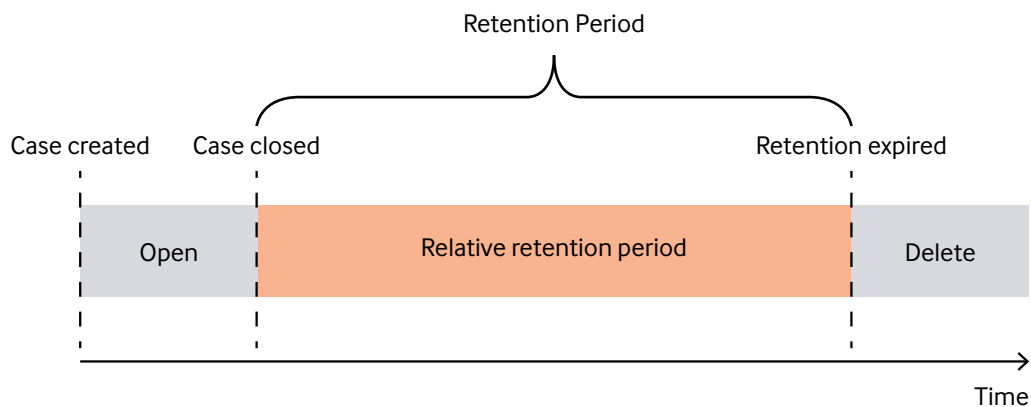 Retention Period
Case created
Case closed
Retention expired
Open
Relative retention period
Delete
Time